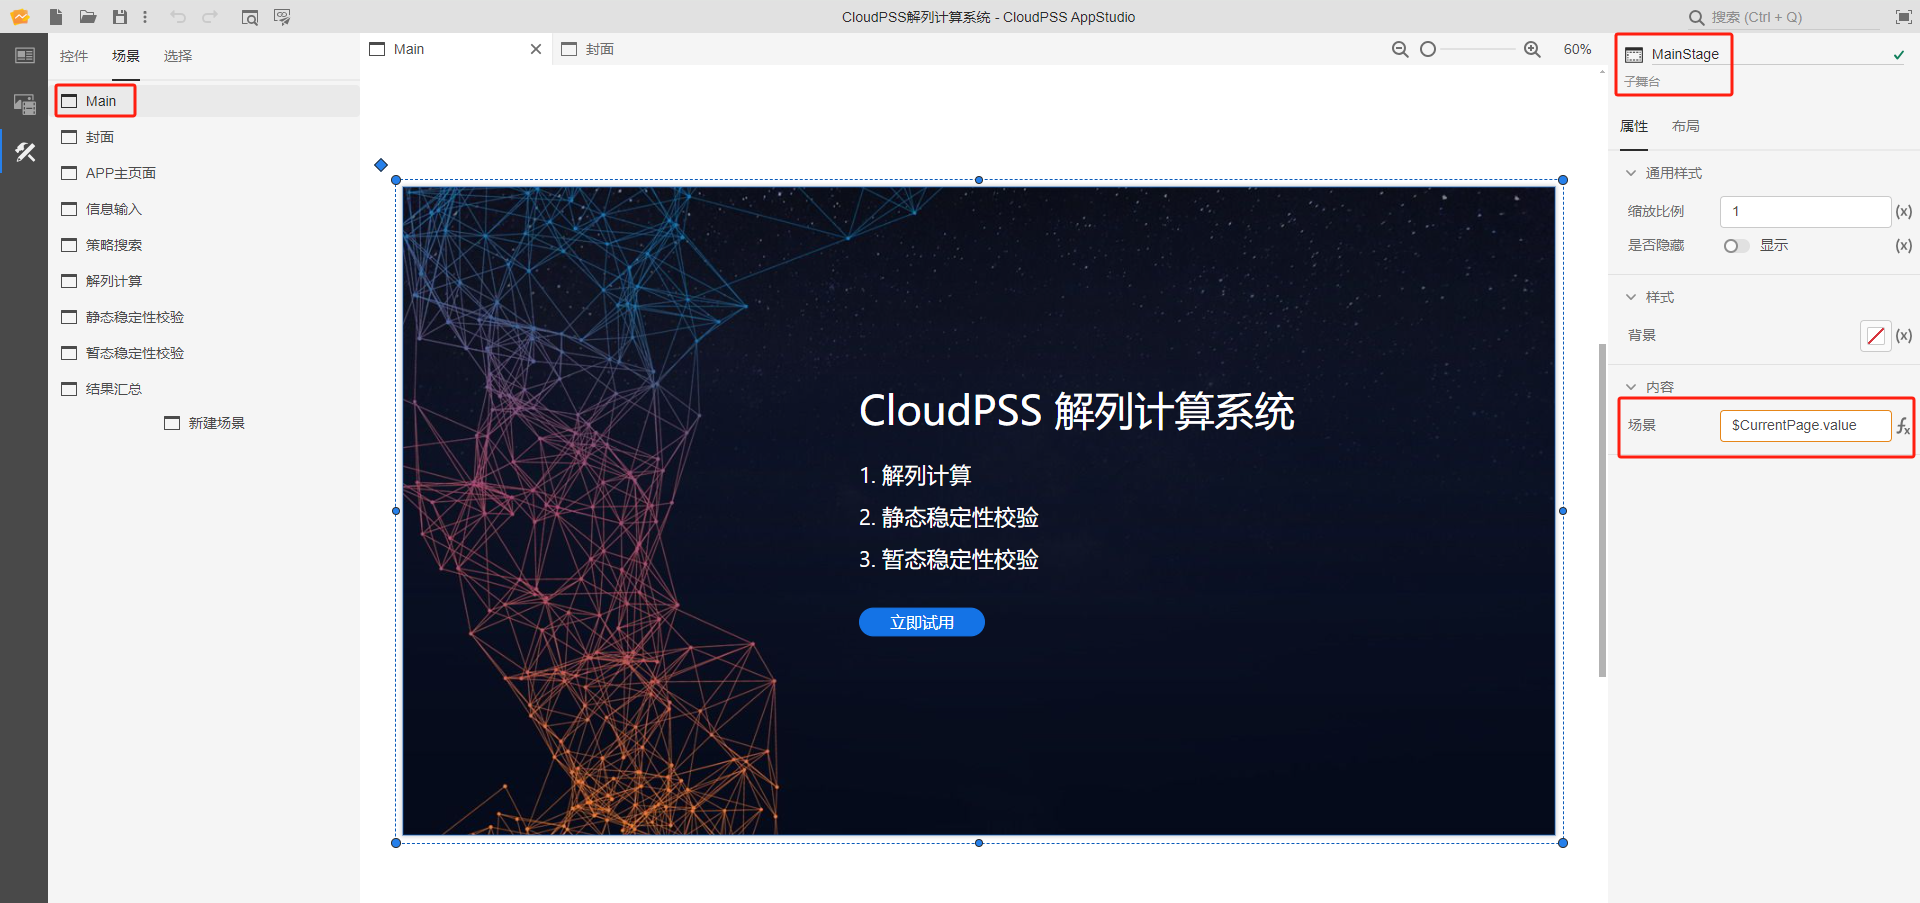 CloudPSS解列计算系统 - CloudPSS AppStudio
搜索 (Ctrl + Q)
控件 场景 选择
Main
封面
APP主页面
信息输入
策略搜索
解列计算
静态稳定性校验
暂态稳定性校验
结果汇总
新建场景
Main
封面
60%
CloudPSS 解列计算系统
1. 解列计算
2. 静态稳定性校验
3. 暂态稳定性校验
立即试用
MainStage
子舞台
属性 布局
通用样式
缩放比例 1 (x)
是否隐藏 显示 (x)
样式
背景 (x)
内容
场景 $CurrentPage.value fx